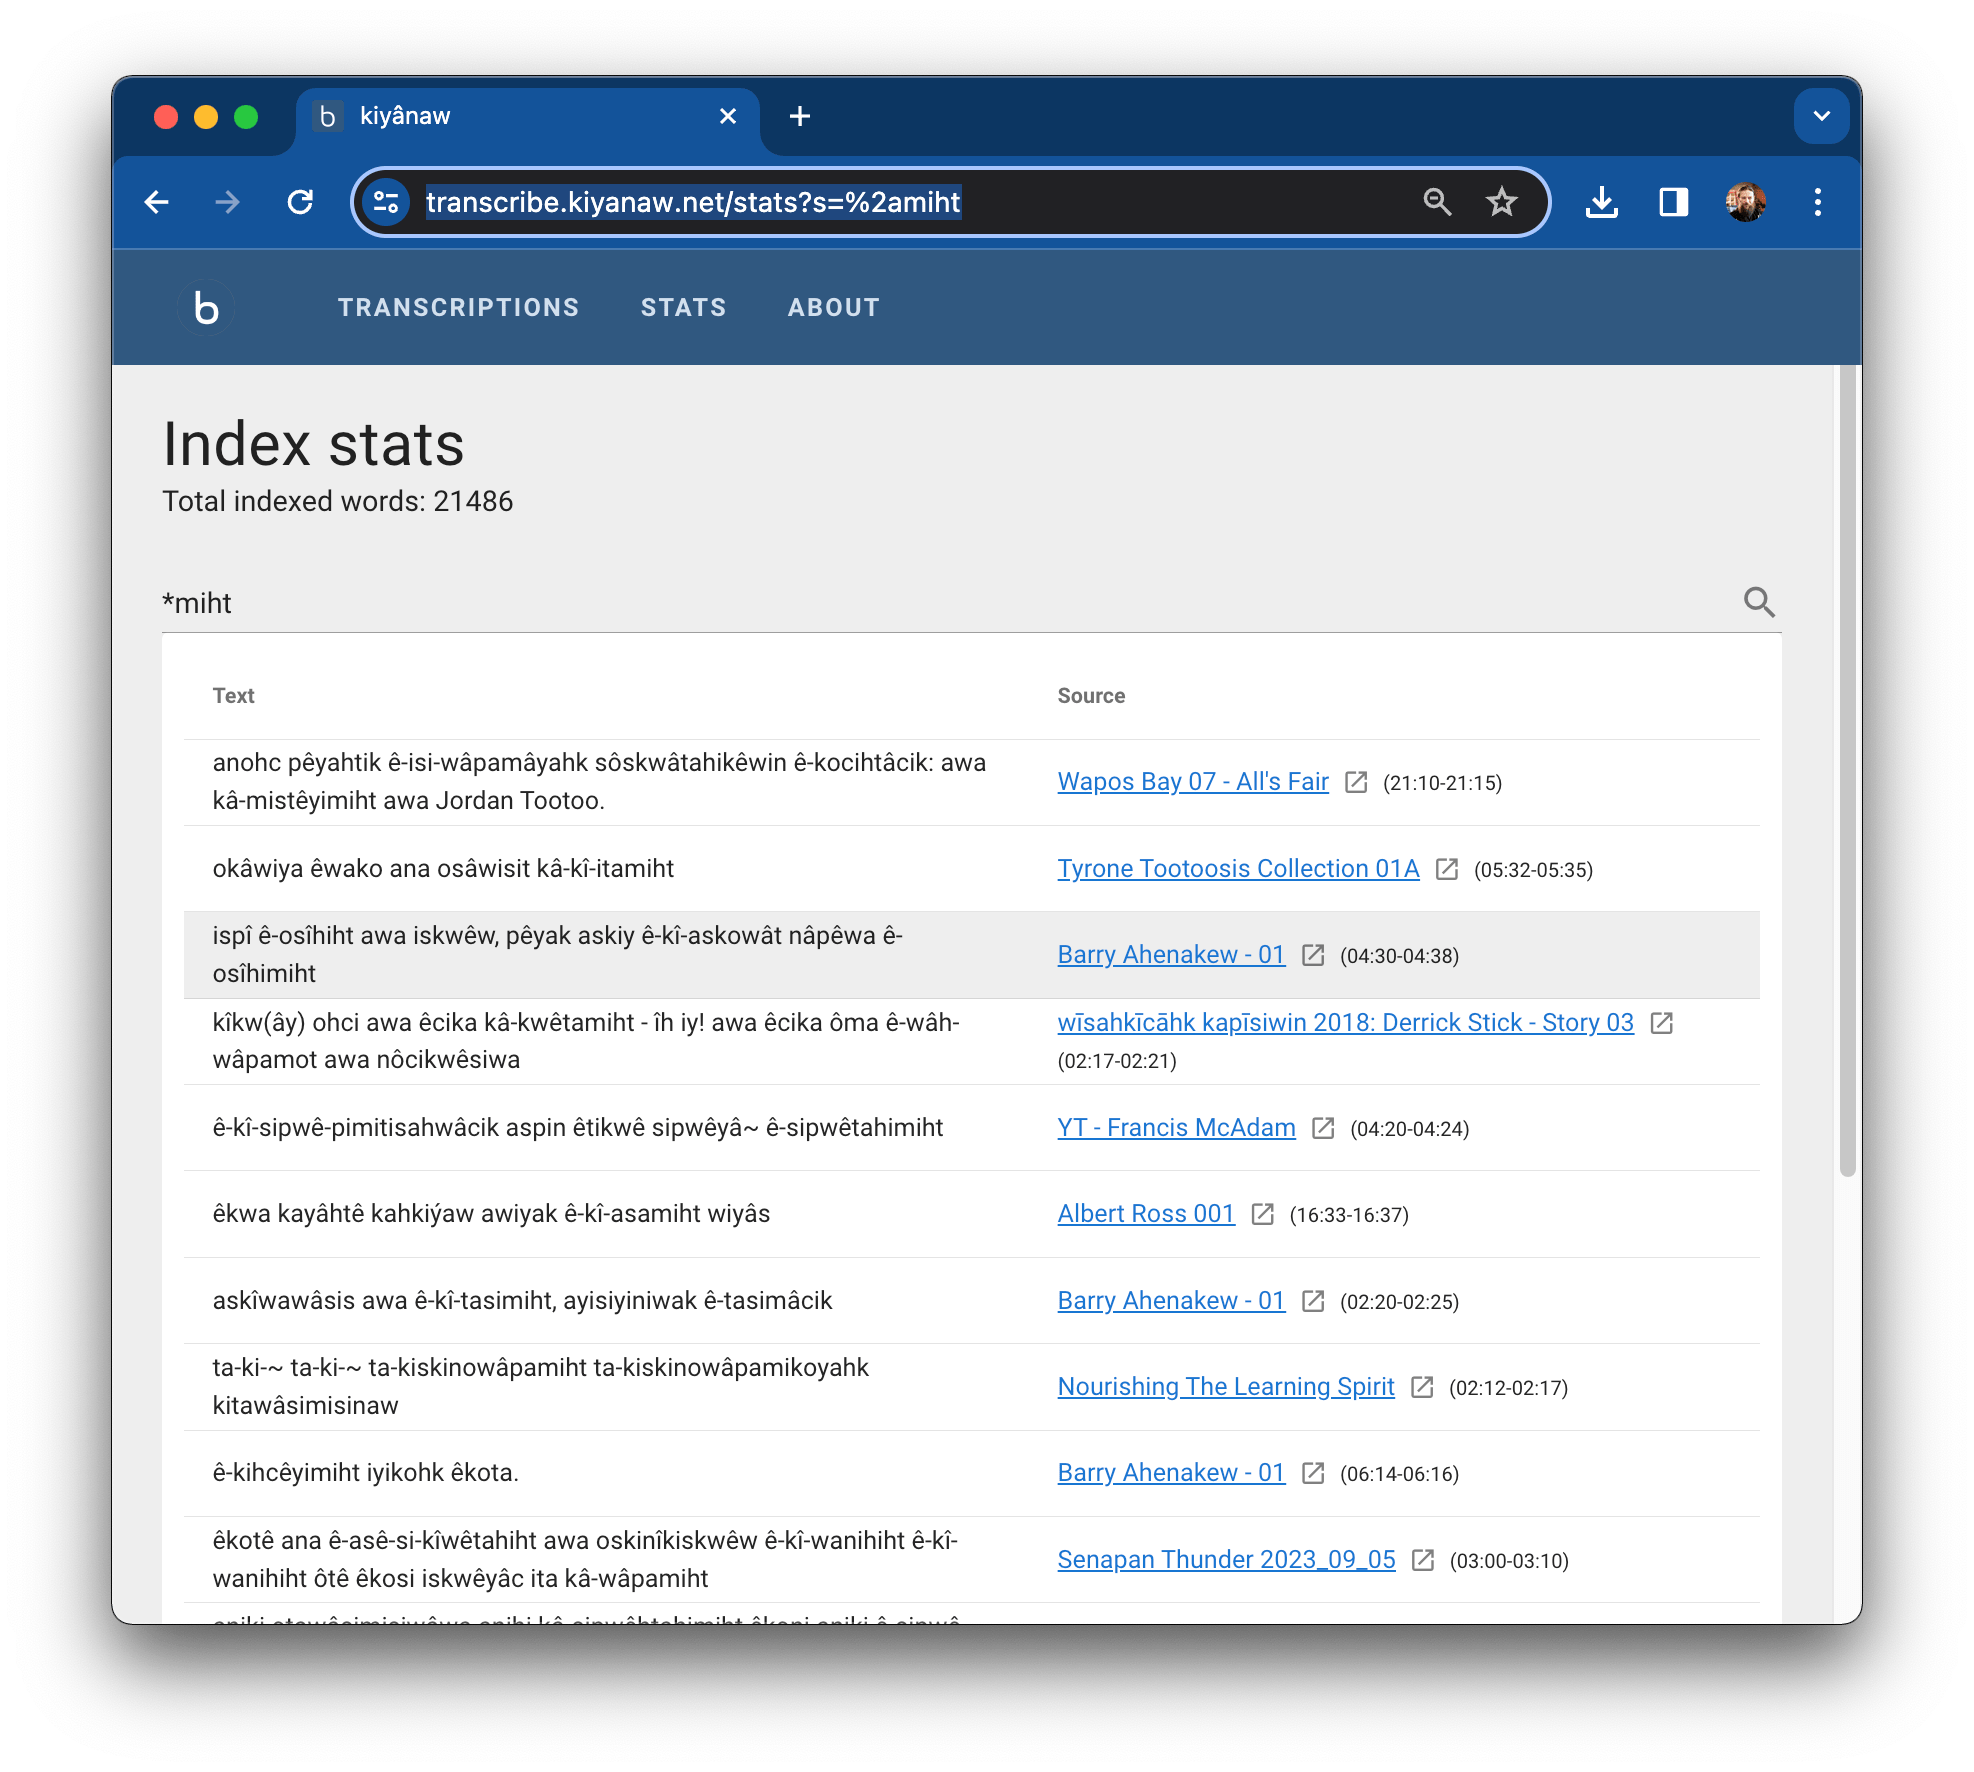 kiyânaw
transcribe.kiyanaw.net/stats?s=%2amiht
b TRANSCRIPTIONS STATS ABOUT
Index stats
Total indexed words: 21486
*miht
Text Source
anohc pêyahtik ê-isi-wâpamâyahk sôskwâtahikêwin ê-kocihtâcik: awa
kâ-mistêyimiht awa Jordan Tootoo.
Wapos Bay 07 - All's Fair (21:10-21:15)
okâwiya êwako ana osâwisit kâ-kî-itamiht
Tyrone Tootoosis Collection 01A (05:32-05:35)
ispî ê-osîhiht awa iskwêw, pêyak askiy ê-kî-askowât nâpêwa ê-
osîhimiht
Barry Ahenakew - 01 (04:30-04:38)
kîkw(ây) ohci awa êcika kâ-kwêtamiht - îh iy! awa êcika ôma ê-wâh-
wâpamot awa nôcikwêsiwa
wīsahkīcāhk kapīsiwin 2018: Derrick Stick - Story 03
(02:17-02:21)
ê-kî-sipwê-pimitisahwâcik aspin êtikwê sipwêyâ~ ê-sipwêtahimiht
YT - Francis McAdam (04:20-04:24)
êkwa kayâhtê kahkiýaw awiyak ê-kî-asamiht wiyâs
Albert Ross 001 (16:33-16:37)
askîwawâsis awa ê-kî-tasimiht, ayisiyiniwak ê-tasimâcik
Barry Ahenakew - 01 (02:20-02:25)
ta-ki-~ ta-ki-~ ta-kiskinowâpamiht ta-kiskinowâpamikoyahk
kitawâsimisinaw
Nourishing The Learning Spirit (02:12-02:17)
ê-kihcêyimiht iyikohk êkota.
Barry Ahenakew - 01 (06:14-06:16)
êkotê ana ê-asê-si-kîwêtahiht awa oskinîkiskwêw ê-kî-wanihiht ê-kî-
wanihiht ôtê êkosi iskwêyâc ita kâ-wâpamiht
Senapan Thunder 2023_09_05 (03:00-03:10)